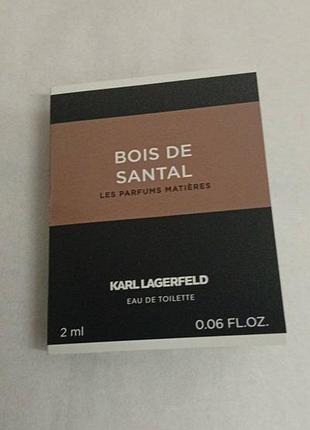 BOIS DE
SANTAL
LES PARFUMS MATIÈRES
KARL LAGERFELD
EAU DE TOILETTE
2 ml 0.06 FL.OZ.